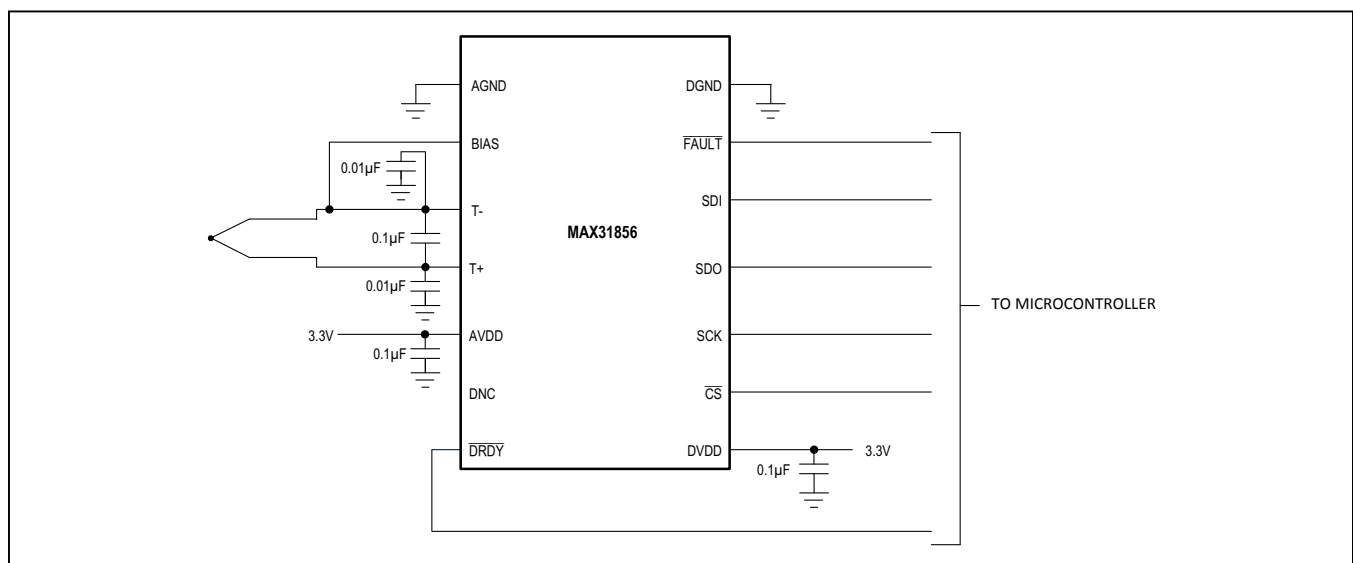 AGND
DGND
BIAS
FAULT
0.01µF
SDI
T-
0.1µF
MAX31856
T+
SDO
0.01µF
TO MICROCONTROLLER
3.3V
AVDD
SCK
0.1µF
DNC
CS
DRDY
DVDD
3.3V
0.1µF